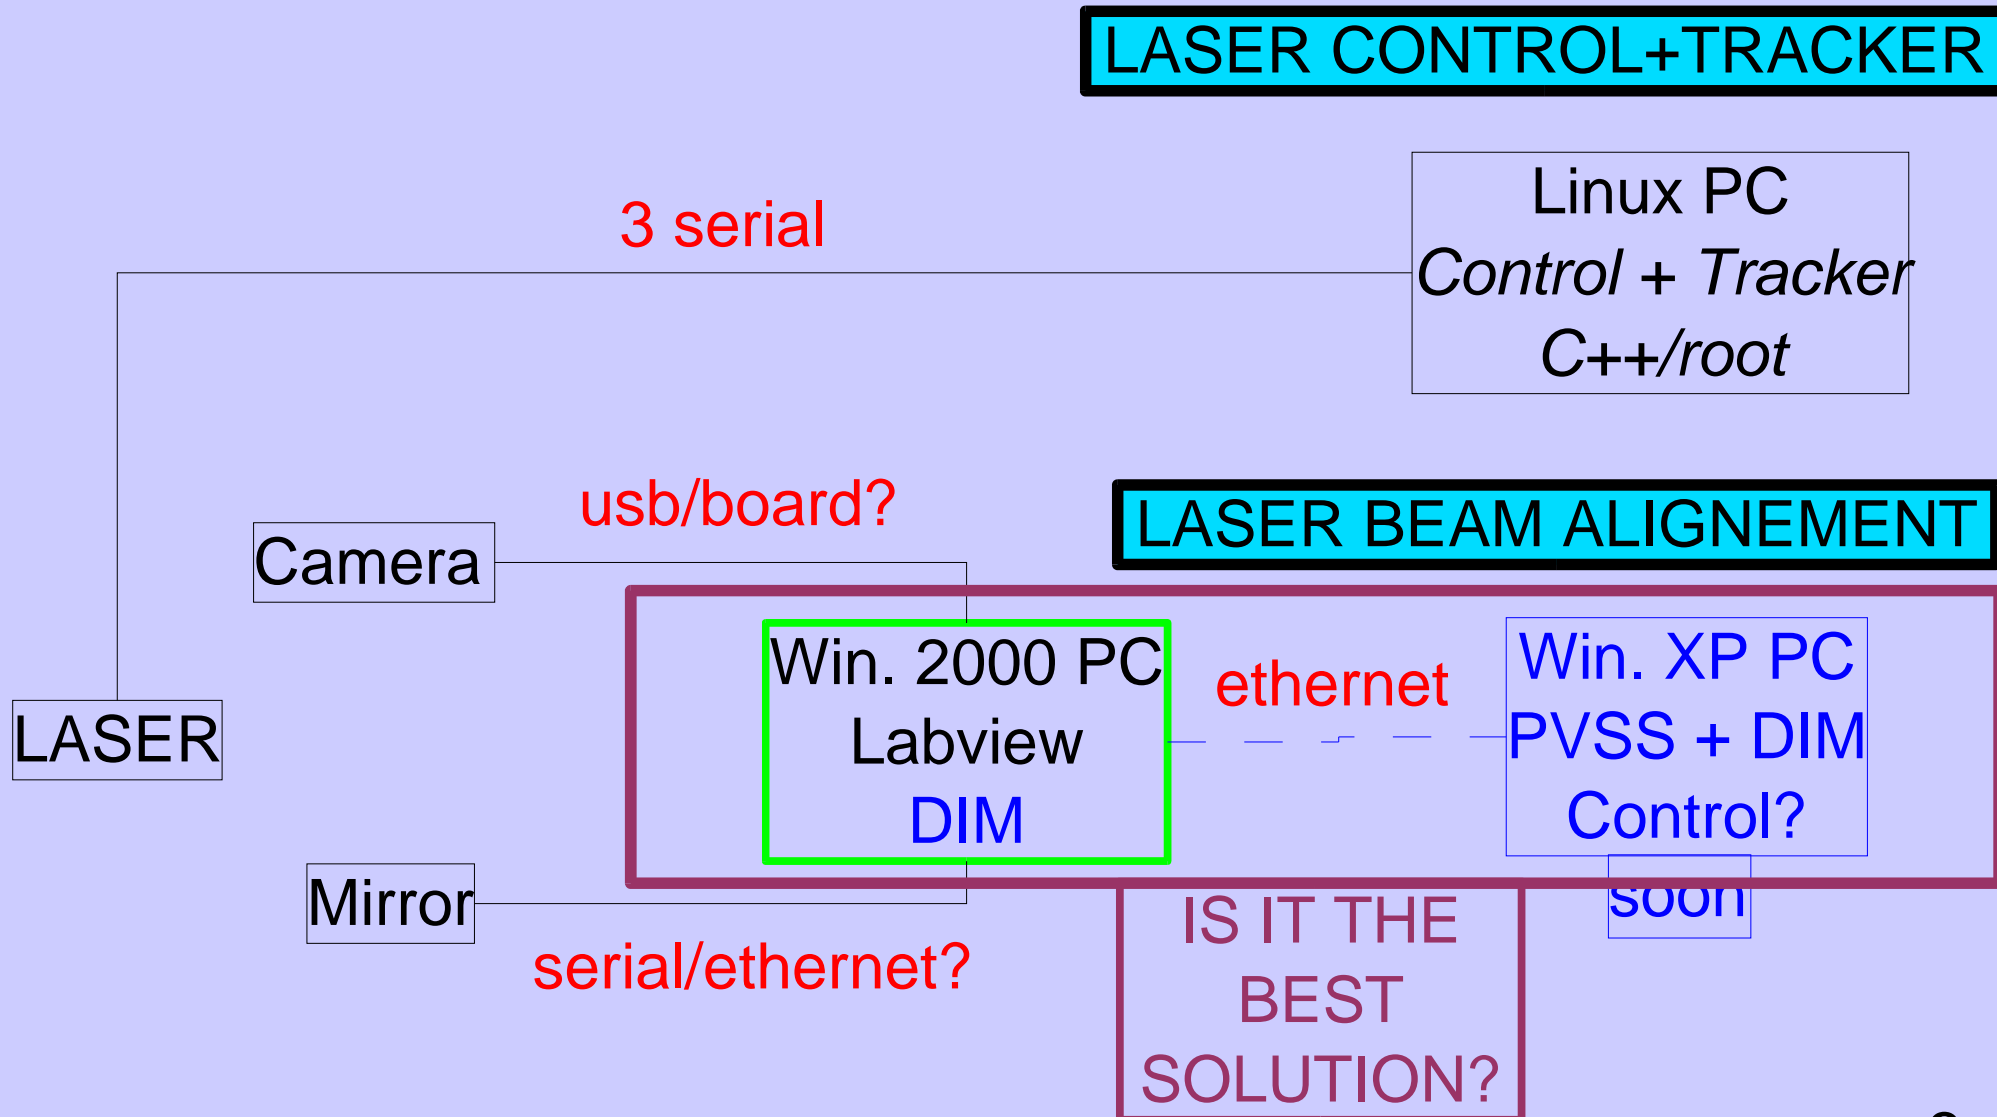 LASER CONTROL+TRACKER
Linux PC
Control + Tracker
C++/root
3 serial
usb/board?
LASER BEAM ALIGNEMENT
Camera
Win. 2000 PC
Labview
DIM
ethernet
Win. XP PC
PVSS + DIM
Control?
soon
LASER
Mirror
serial/ethernet?
IS IT THE
BEST
SOLUTION?